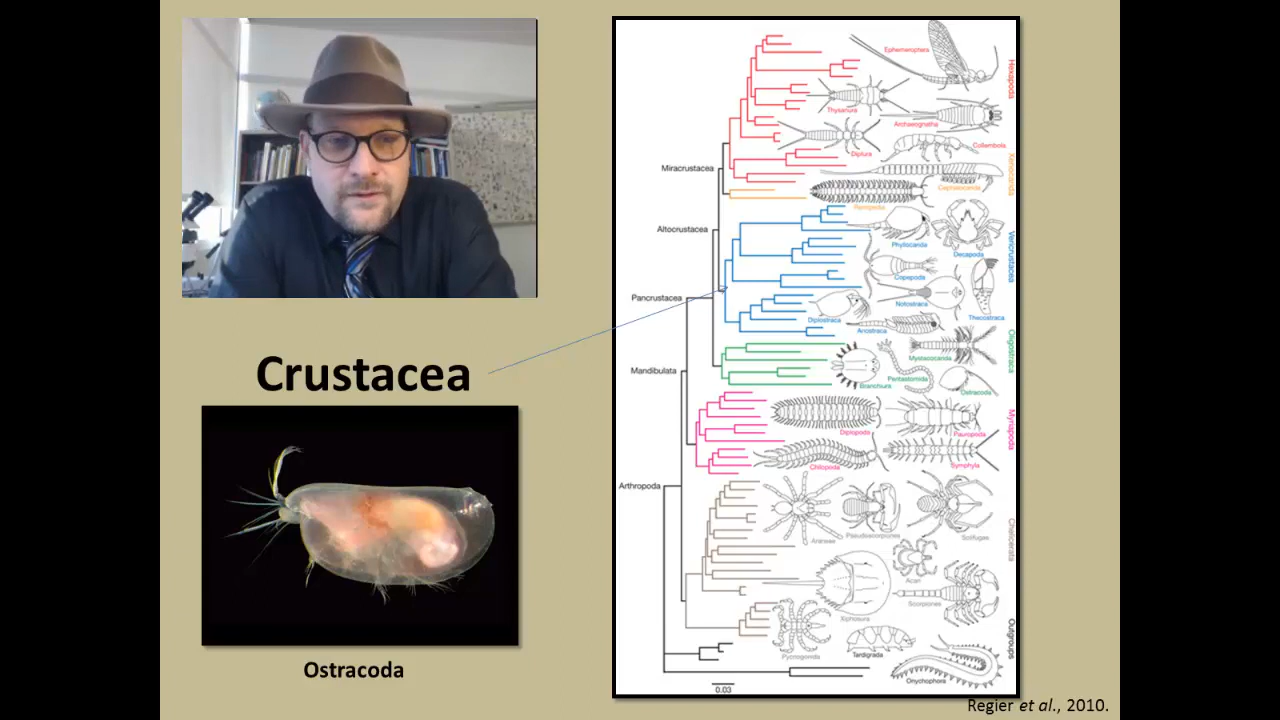 Crustacea
Ostracoda
Ephemeroptera
Hexapoda
Thysanura
Archaeognatha
Diplura
Collembola
Miracrustacea
Xenocarida
Cephalocarida
Remipedia
Altocrustacea
Phyllocarida
Decapoda
Vericrustacea
Copepoda
Pancrustacea
Notostraca
Thecostraca
Diplostraca
Anostraca
Oligostraca
Mystacocarida
Mandibulata
Branchiura
Pentastomida
Ostracoda
Myriapoda
Diplopoda
Pauropoda
Chilopoda
Symphyla
Arthropoda
Araneae
Pseudoscorpiones
Solifugae
Chelicerata
Acari
Xiphosura
Scorpiones
Pycnogonida
Tardigrada
Outgroups
Onychophora
0.03
Regier et al., 2010.